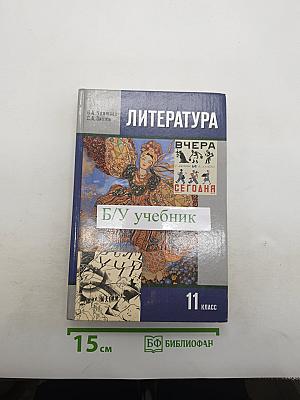 ЛИТЕРАТУРА
ВЧЕРА
СЕГОДНЯ
Б/У учебник
11 КЛАСС
15 см
БФ БИБЛИОФАН